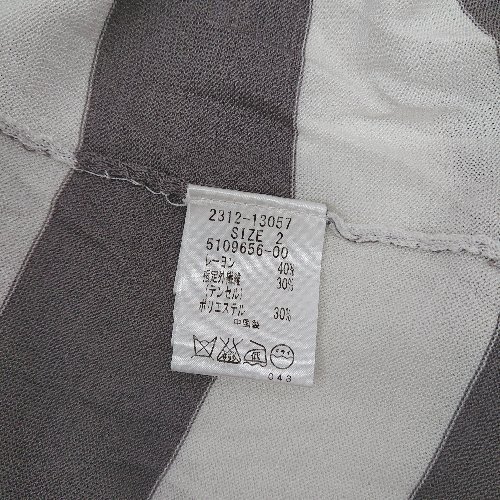 2312-13057
SIZE 2
5109656-00
レーヨン 40%
指定外繊維 30%
(テンセル)
ポリエステル 30%
中国製
043